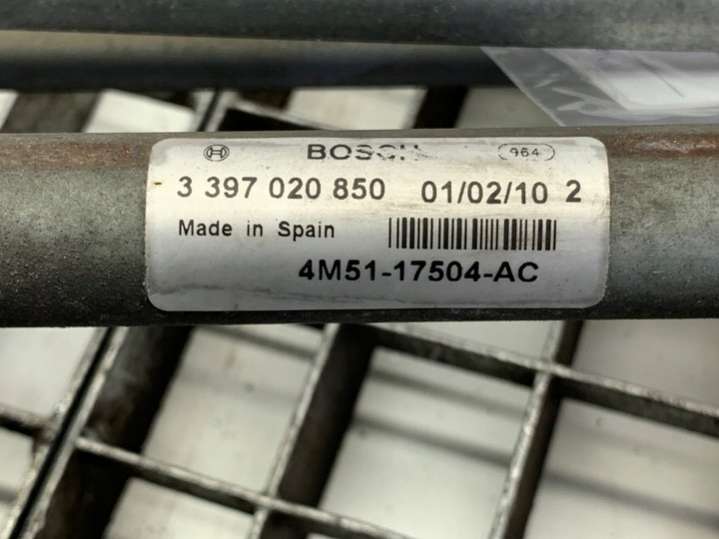 BOSCH 964
3 397 020 850 01/02/10 2
Made in Spain
4M51-17504-AC